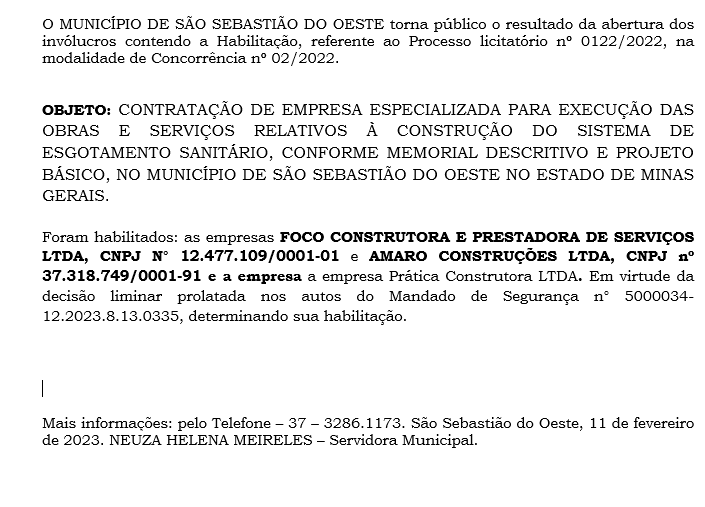 O MUNICÍPIO DE SÃO SEBASTIÃO DO OESTE torna público o resultado da abertura dos
invólucros contendo a Habilitação, referente ao Processo licitatório nº 0122/2022, na
modalidade de Concorrência nº 02/2022.
OBJETO: CONTRATAÇÃO DE EMPRESA ESPECIALIZADA PARA EXECUÇÃO DAS
OBRAS E SERVIÇOS RELATIVOS À CONSTRUÇÃO DO SISTEMA DE
ESGOTAMENTO SANITÁRIO, CONFORME MEMORIAL DESCRITIVO E PROJETO
BÁSICO, NO MUNICÍPIO DE SÃO SEBASTIÃO DO OESTE NO ESTADO DE MINAS
GERAIS.
Foram habilitados: as empresas FOCO CONSTRUTORA E PRESTADORA DE SERVIÇOS
LTDA, CNPJ N° 12.477.109/0001-01 e AMARO CONSTRUÇÕES LTDA, CNPJ nº
37.318.749/0001-91 e a empresa a empresa Prática Construtora LTDA. Em virtude da
decisão liminar prolatada nos autos do Mandado de Segurança n° 5000034-
12.2023.8.13.0335, determinando sua habilitação.
Mais informações: pelo Telefone – 37 – 3286.1173. São Sebastião do Oeste, 11 de fevereiro
de 2023. NEUZA HELENA MEIRELES – Servidora Municipal.